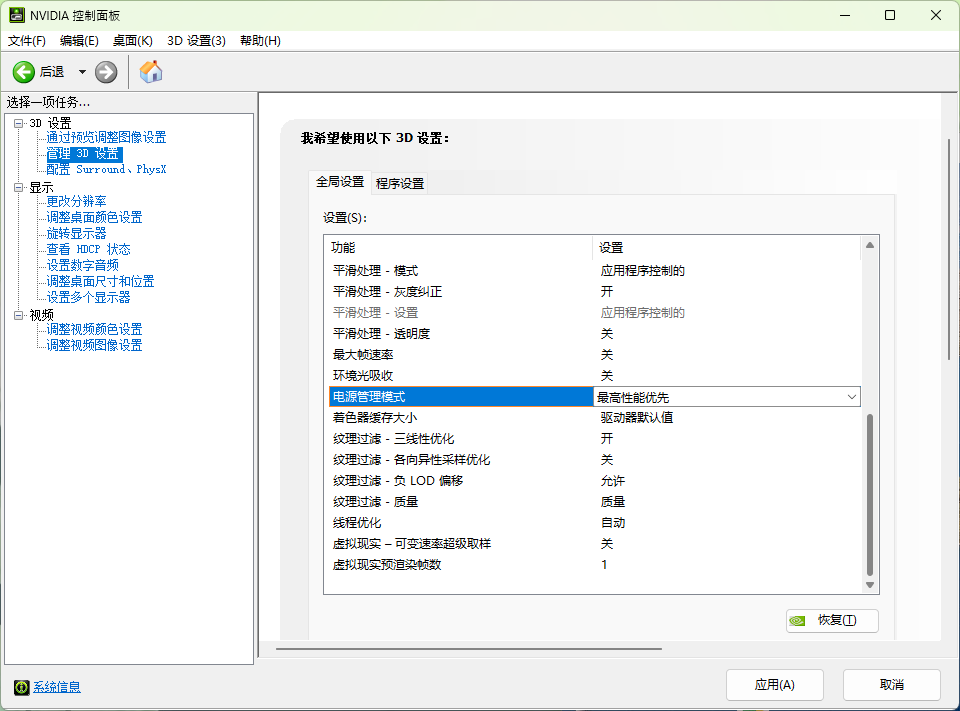 NVIDIA 控制面板
文件(F) 编辑(E) 桌面(K) 3D 设置(3) 帮助(H)
后退
选择一项任务...
3D 设置
通过预览调整图像设置
管理 3D 设置
配置 Surround、PhysX
显示
更改分辨率
调整桌面颜色设置
旋转显示器
查看 HDCP 状态
设置数字音频
调整桌面尺寸和位置
设置多个显示器
视频
调整视频颜色设置
调整视频图像设置
我希望使用以下 3D 设置:
全局设置 程序设置
设置(S):
功能 设置
平滑处理 - 模式 应用程序控制的
平滑处理 - 灰度纠正 开
平滑处理 - 设置 应用程序控制的
平滑处理 - 透明度 关
最大帧速率 关
环境光吸收 关
电源管理模式 最高性能优先
着色器缓存大小 驱动器默认值
纹理过滤 - 三线性优化 开
纹理过滤 - 各向异性采样优化 关
纹理过滤 - 负 LOD 偏移 允许
纹理过滤 - 质量 质量
线程优化 自动
虚拟现实 – 可变速率超级取样 关
虚拟现实预渲染帧数 1
恢复(T)
系统信息
应用(A) 取消